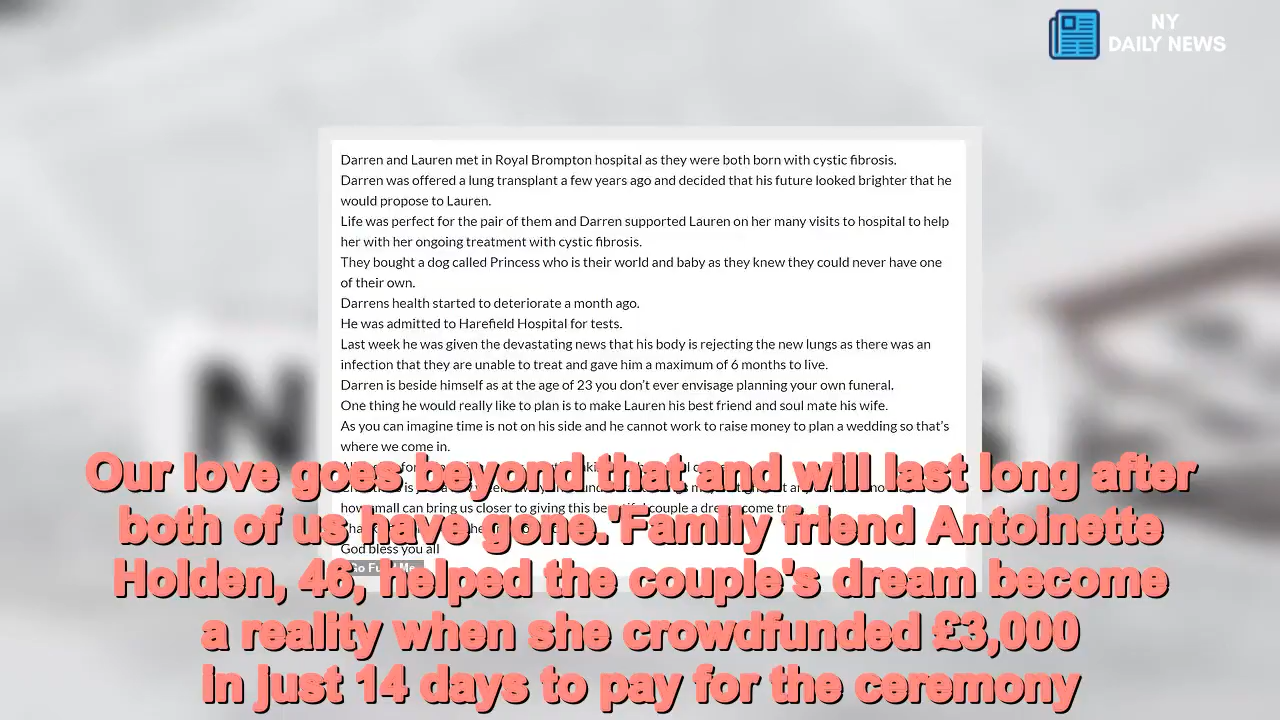 NY
DAILY NEWS
Darren and Lauren met in Royal Brompton hospital as they were both born with cystic fibrosis.
Darren was offered a lung transplant a few years ago and decided that his future looked brighter that he
would propose to Lauren.
Life was perfect for the pair of them and Darren supported Lauren on her many visits to hospital to help
her with her ongoing treatment with cystic fibrosis.
They bought a dog called Princess who is their world and baby as they knew they could never have one
of their own.
Darrens health started to deteriorate a month ago.
He was admitted to Harefield Hospital for tests.
Last week he was given the devastating news that his body is rejecting the new lungs as there was an
infection that they are unable to treat and gave him a maximum of 6 months to live.
Darren is beside himself as at the age of 23 you don't ever envisage planning your own funeral,
One thing he would really like to plan is to make Lauren his best friend and soul mate his wife.
As you can imagine time is not on his side and he cannot work to raise money to plan a wedding so that's
where we come in.
how small can bring us closer to giving this couple a
God bless you all
Our love goes beyond that and will last long after
both of us have gone.'Family friend Antoinette
Holden, 46, helped the couple's dream become
a reality when she crowdfunded £3,000
in just 14 days to pay for the ceremony